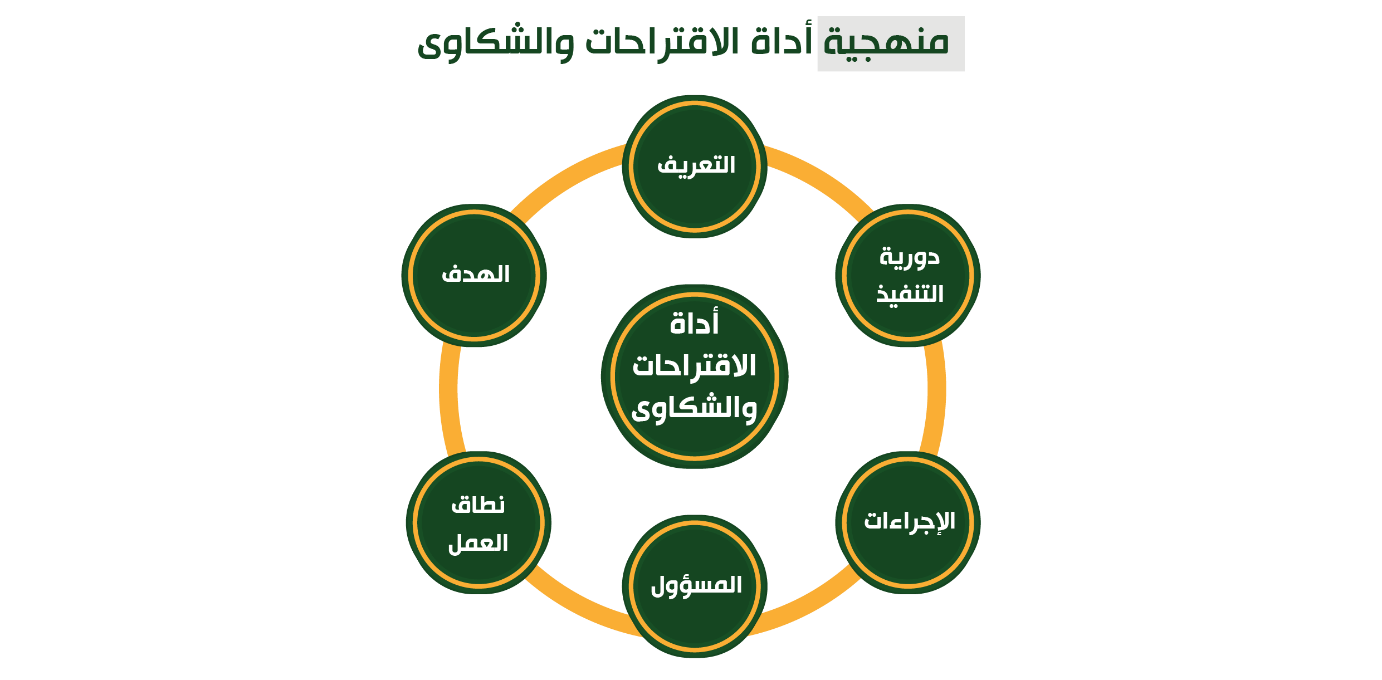 منهجية أداة الاقتراحات والشكاوى
التعريف
دورية
التنفيذ
الهدف
أداة
الاقتراحات
والشكاوى
الإجراءات
نطاق
العمل
المسؤول